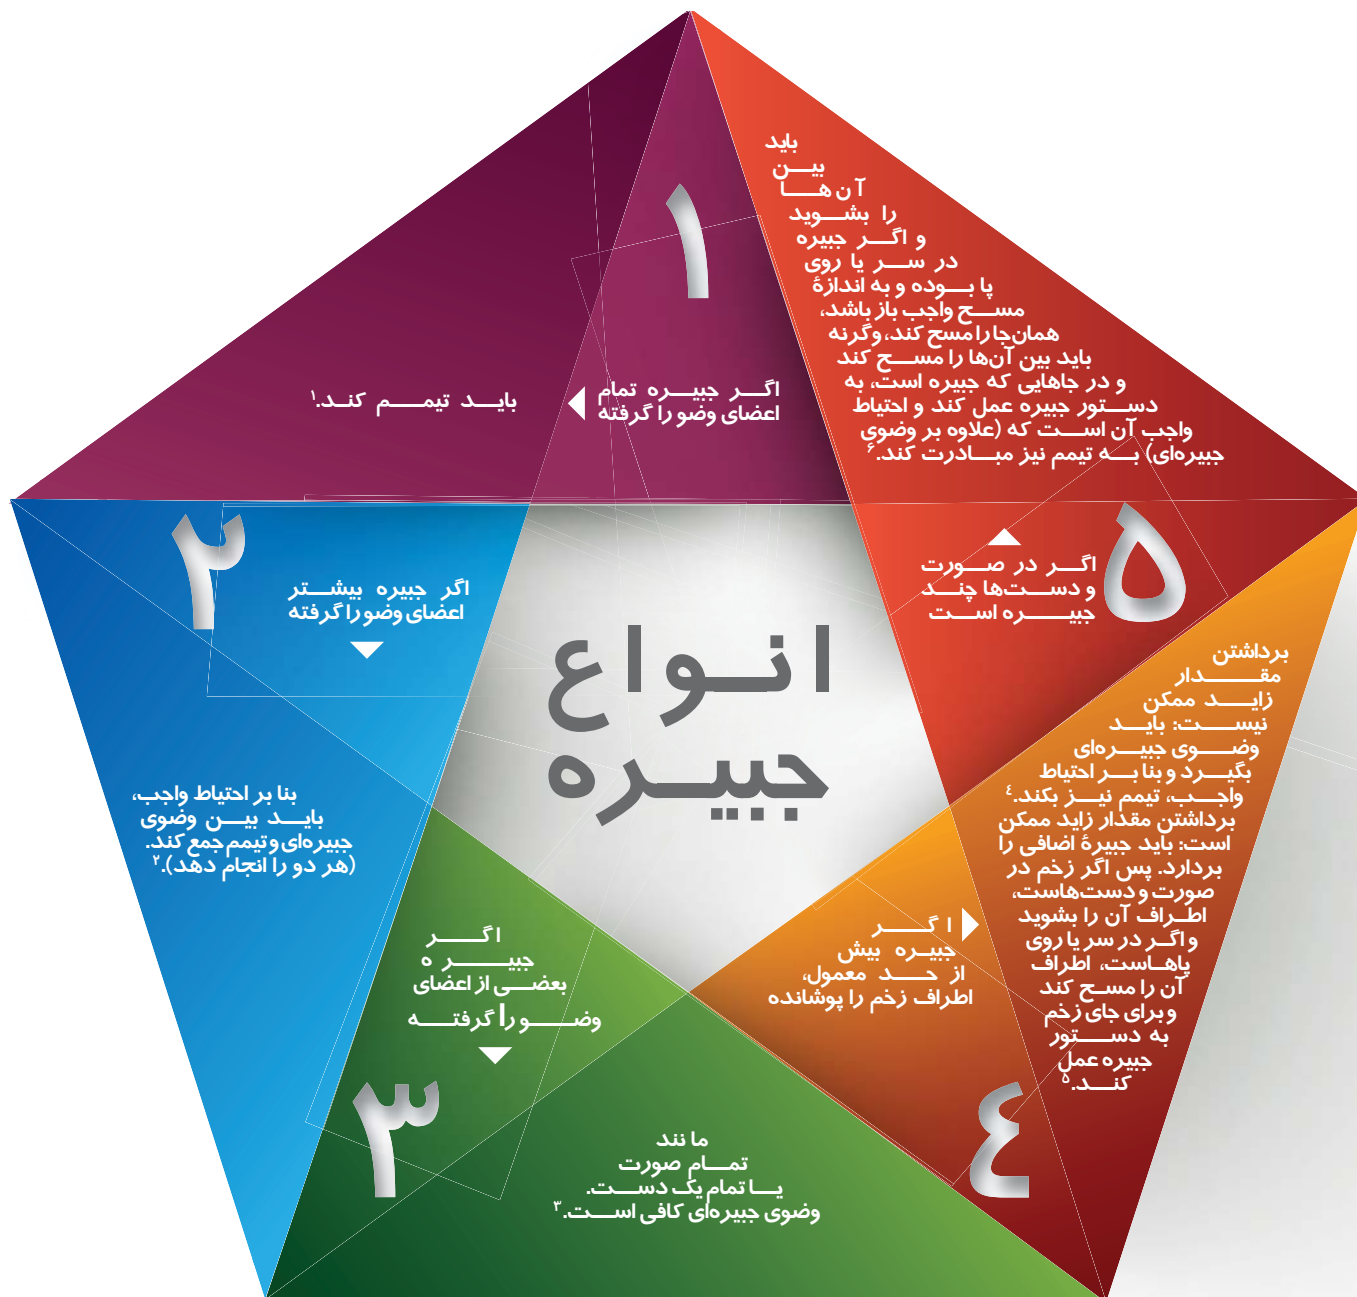 انواع
جبیره
۱
اگر جبیره تمام
اعضای وضو را گرفته
باید تیمم کند.۱
۲
اگر جبیره بیشتر
اعضای وضو را گرفته
بنا بر احتیاط واجب،
باید بین وضوی
جبیره‌ای و تیمم جمع کند.
(هر دو را انجام دهد).۲
۳
اگر
جبیره
بعضی از اعضای
وضو را گرفته
مانند
تمام صورت
یا تمام یک دست.
وضوی جبیره‌ای کافی است.۳
٤
اگر
جبیره بیش
از حد معمول،
اطراف زخم را پوشانده
برداشتن
مقدار
زاید ممکن
نیست: باید
وضوی جبیره‌ای
بگیرد و بنا بر احتیاط
واجب، تیمم نیز بکند.٤
برداشتن مقدار زاید ممکن
است: باید جبیرهٔ اضافی را
بردارد. پس اگر زخم در
صورت و دست‌هاست،
اطراف آن را بشوید
و اگر در سر یا روی
پاهاست، اطراف
آن را مسح کند
و برای جای زخم
به دستور
جبیره عمل
کند.۵
۵
اگر در صورت
و دست‌ها چند
جبیره است
باید
بین
آن‌ها
را بشوید
و اگر جبیره
در سر یا روی
پا بوده و به اندازهٔ
مسح واجب باز باشد،
همان‌جا را مسح کند، وگرنه
باید بین آن‌ها را مسح کند
و در جاهایی که جبیره است، به
دستور جبیره عمل کند و احتیاط
واجب آن است که (علاوه بر وضوی
جبیره‌ای) به تیمم نیز مبادرت کند.۶